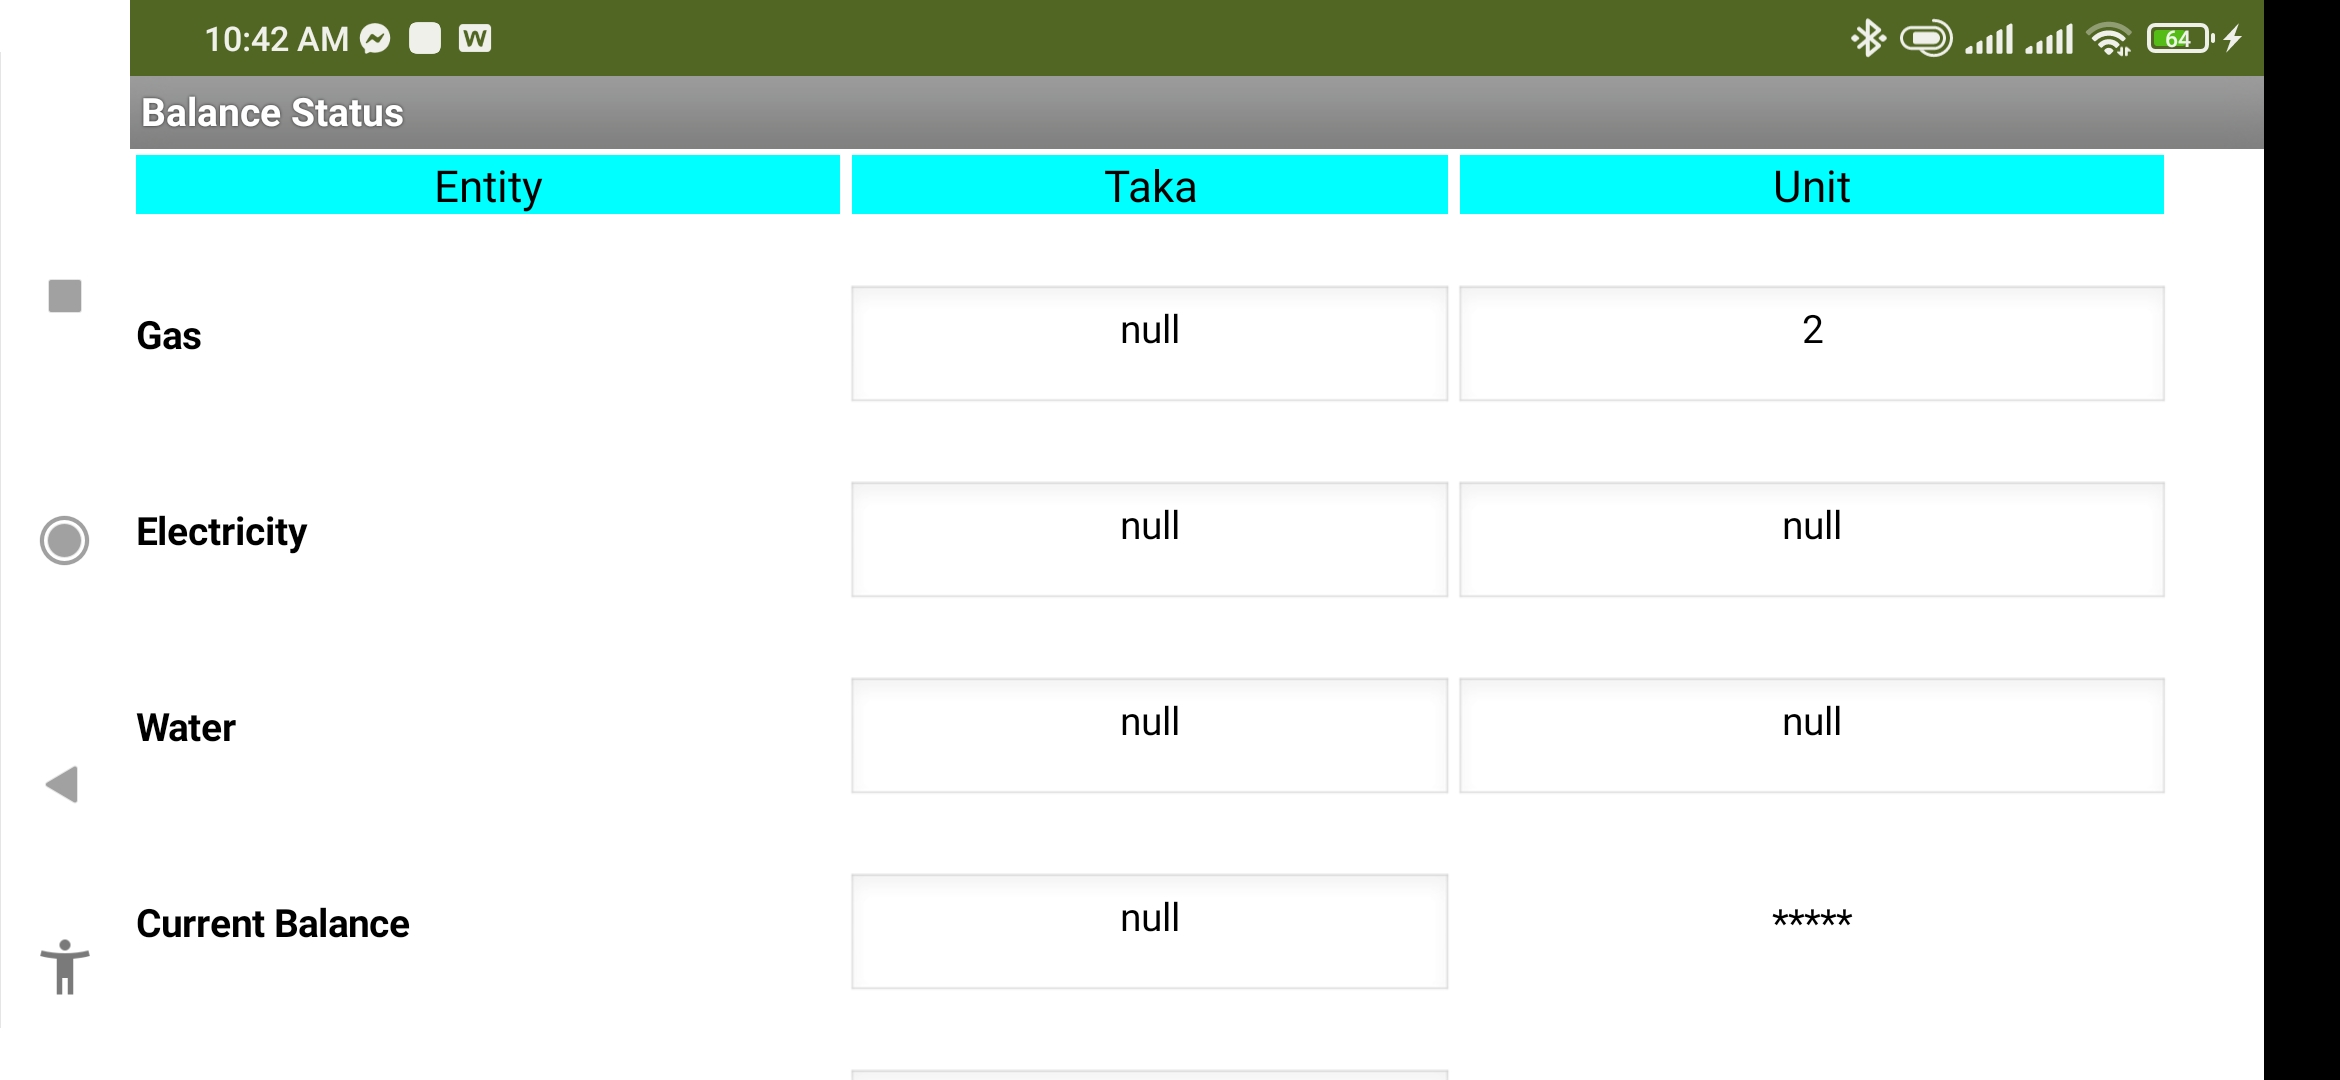 10:42 AM W 64
Balance Status
Entity Taka Unit
Gas null 2
Electricity null null
Water null null
Current Balance null *****